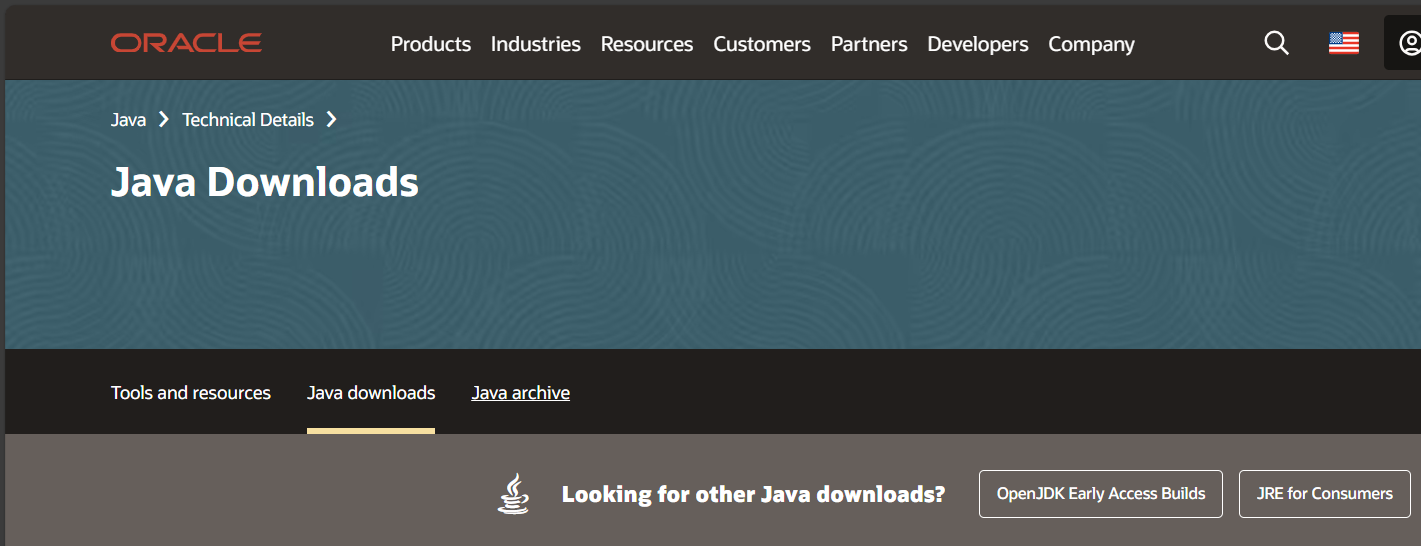 ORACLE Products Industries Resources Customers Partners Developers Company
Java Technical Details
Java Downloads
Tools and resources Java downloads Java archive
Looking for other Java downloads? OpenJDK Early Access Builds JRE for Consumers